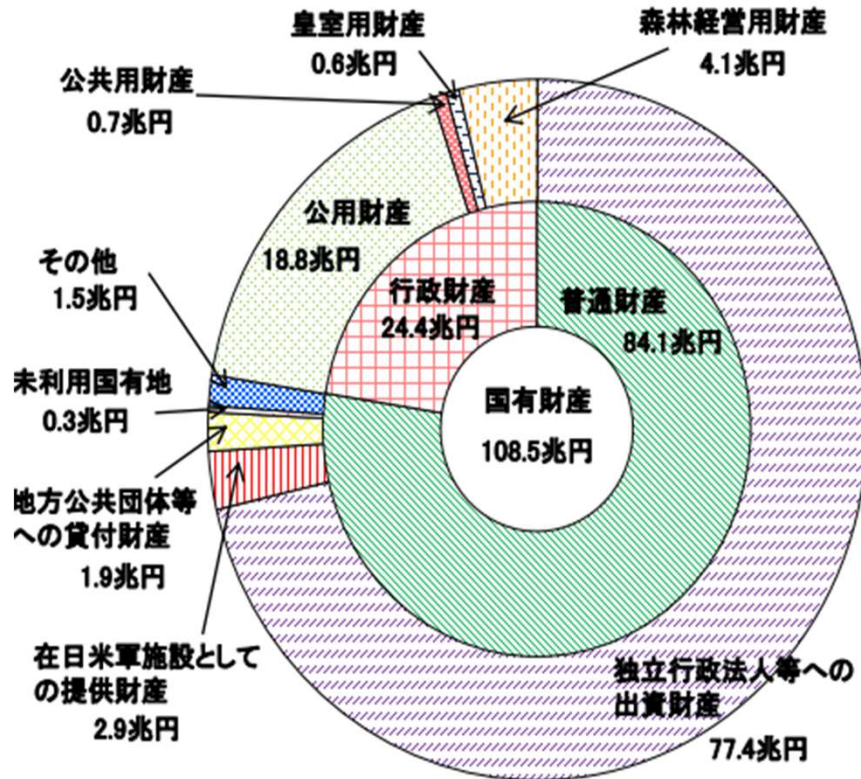 皇室用財産
0.6兆円
森林経営用財産
4.1兆円
公共用財産
0.7兆円
公用財産
18.8兆円
その他
1.5兆円
行政財産
24.4兆円
普通財産
84.1兆円
未利用国有地
0.3兆円
国有財産
108.5兆円
地方公共団体等
への貸付財産
1.9兆円
在日米軍施設として
の提供財産
2.9兆円
独立行政法人等への
出資財産
77.4兆円